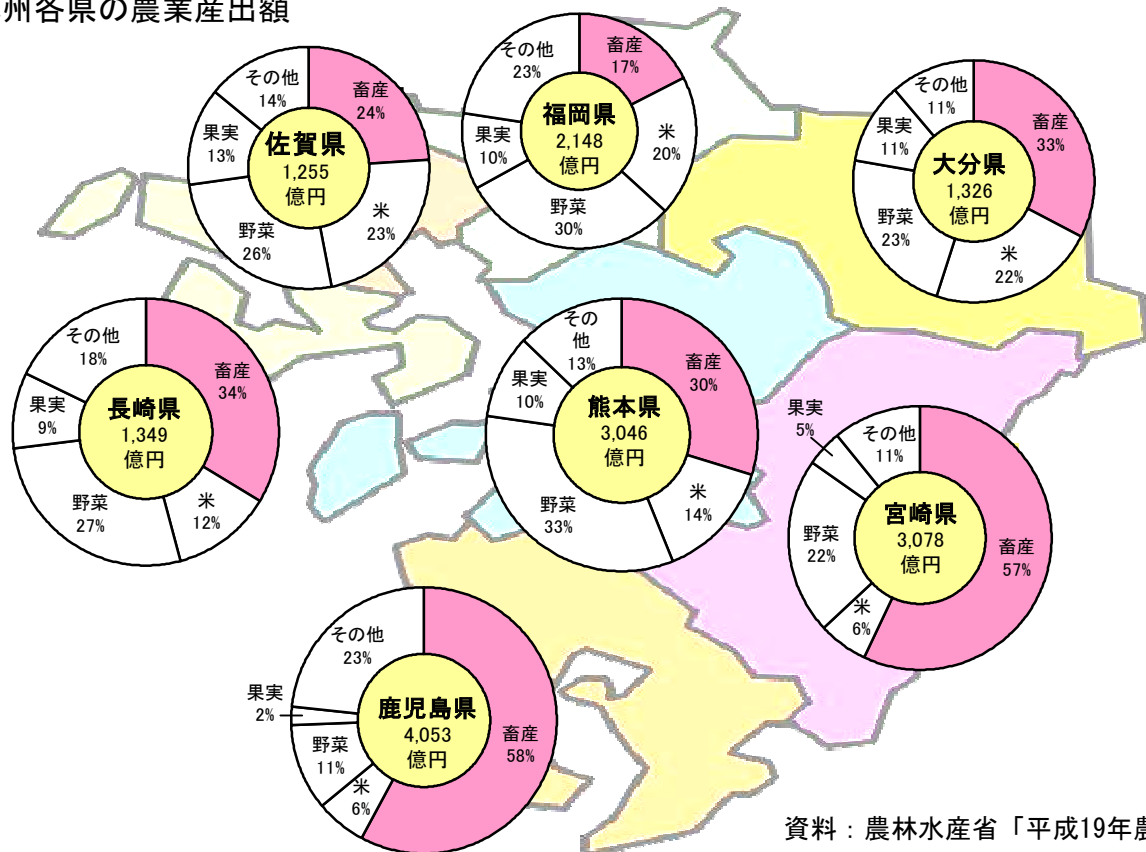 州各県の農業産出額
その他
14%
畜産
24%
果実
13%
佐賀県
1,255
億円
野菜
26%
米
23%
その他
23%
畜産
17%
果実
10%
福岡県
2,148
億円
米
20%
野菜
30%
その他
11%
畜産
33%
果実
11%
大分県
1,326
億円
野菜
23%
米
22%
その他
18%
畜産
34%
果実
9%
長崎県
1,349
億円
野菜
27%
米
12%
その
他
13%
畜産
30%
果実
10%
熊本県
3,046
億円
野菜
33%
米
14%
果実
5%
その他
11%
宮崎県
3,078
億円
畜産
57%
野菜
22%
米
6%
その他
23%
果実
2%
鹿児島県
4,053
億円
畜産
58%
野菜
11%
米
6%
資料：農林水産省「平成19年農